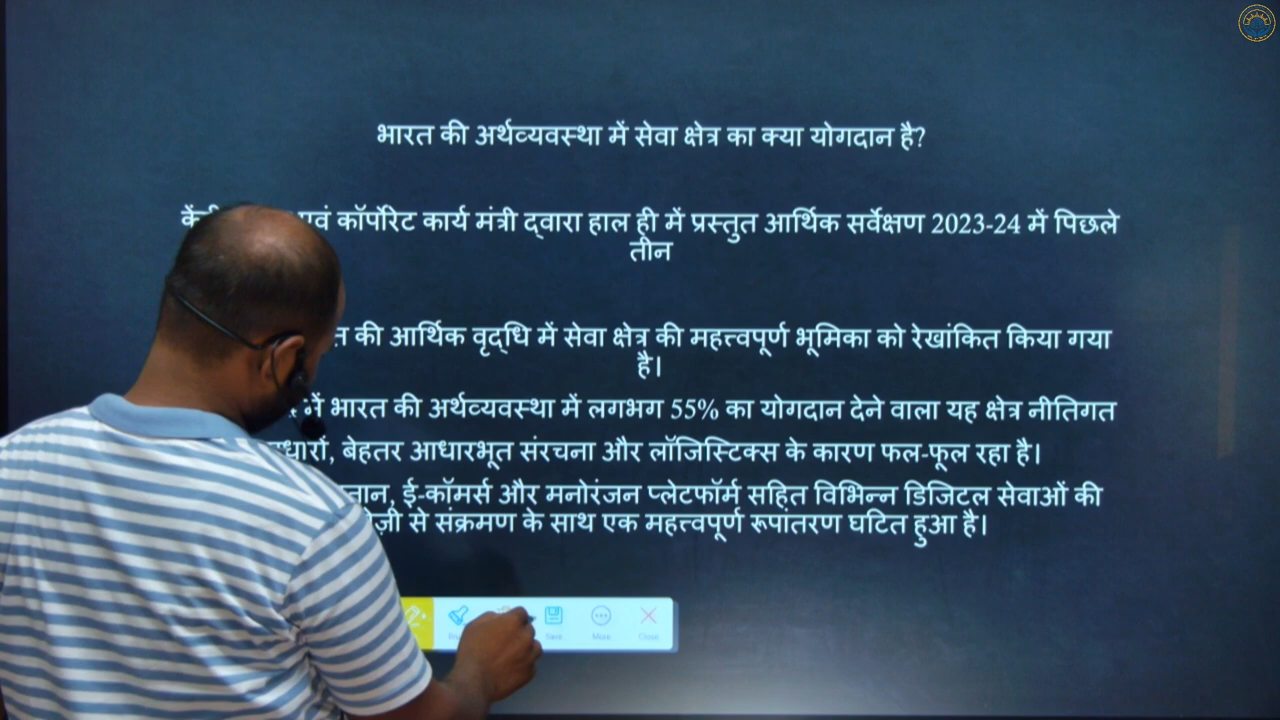 भारत की अर्थव्यवस्था में सेवा क्षेत्र का क्या योगदान है?
एवं कॉर्पोरेट कार्य मंत्री द्वारा हाल ही में प्रस्तुत आर्थिक सर्वेक्षण 2023-24 में पिछले
तीन
की आर्थिक वृद्धि में सेवा क्षेत्र की महत्त्वपूर्ण भूमिका को रेखांकित किया गया
है।
में भारत की अर्थव्यवस्था में लगभग 55% का योगदान देने वाला यह क्षेत्र नीतिगत
बेहतर आधारभूत संरचना और लॉजिस्टिक्स के कारण फल-फूल रहा है।
ई-कॉमर्स और मनोरंजन प्लेटफॉर्म सहित विभिन्न डिजिटल सेवाओं की
से संक्रमण के साथ एक महत्त्वपूर्ण रूपांतरण घटित हुआ है।
Save More Close